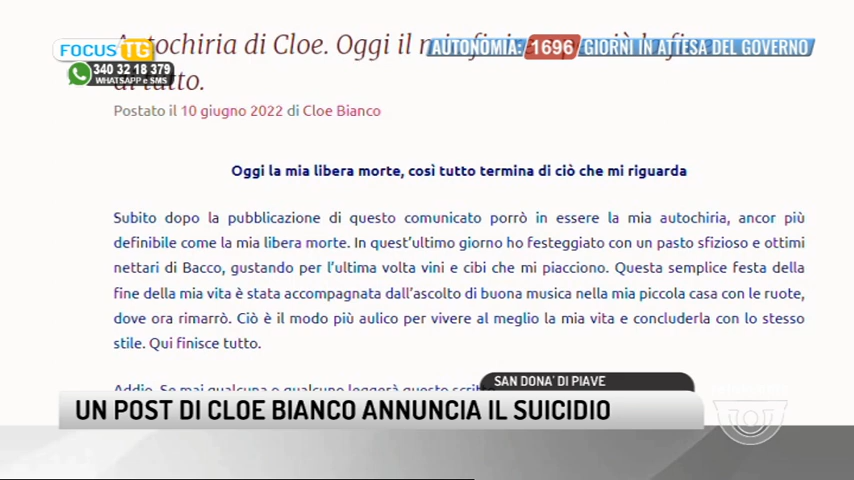 Autochiria di Cloe. Oggi il m
di tutto.
FOCUS TG
340 32 18 379
WHATSAPP e SMS
AUTONOMIA: 1696 GIORNI IN ATTESA DEL GOVERNO
Postato il 10 giugno 2022 di Cloe Bianco
Oggi la mia libera morte, così tutto termina di ciò che mi riguarda
Subito dopo la pubblicazione di questo comunicato porrò in essere la mia autochiria, ancor più
definibile come la mia libera morte. In quest'ultimo giorno ho festeggiato con un pasto sfizioso e ottimi
nettari di Bacco, gustando per l'ultima volta vini e cibi che mi piacciono. Questa semplice festa della
fine della mia vita è stata accompagnata dall'ascolto di buona musica nella mia piccola casa con le ruote,
dove ora rimarrò. Ciò è il modo più aulico per vivere al meglio la mia vita e concluderla con lo stesso
stile. Qui finisce tutto.
Addio. Se mai qualcuna o qualcuno leggerà questo scritto
SAN DONA' DI PIAVE
UN POST DI CLOE BIANCO ANNUNCIA IL SUICIDIO